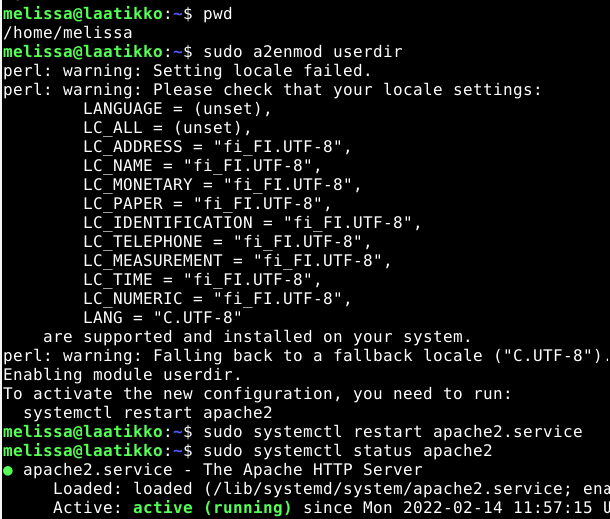 melissa@laatikko:~$ pwd
/home/melissa
melissa@laatikko:~$ sudo a2enmod userdir
perl: warning: Setting locale failed.
perl: warning: Please check that your locale settings:
        LANGUAGE = (unset),
        LC_ALL = (unset),
        LC_ADDRESS = "fi_FI.UTF-8",
        LC_NAME = "fi_FI.UTF-8",
        LC_MONETARY = "fi_FI.UTF-8",
        LC_PAPER = "fi_FI.UTF-8",
        LC_IDENTIFICATION = "fi_FI.UTF-8",
        LC_TELEPHONE = "fi_FI.UTF-8",
        LC_MEASUREMENT = "fi_FI.UTF-8",
        LC_TIME = "fi_FI.UTF-8",
        LC_NUMERIC = "fi_FI.UTF-8",
        LANG = "C.UTF-8"
    are supported and installed on your system.
perl: warning: Falling back to a fallback locale ("C.UTF-8").
Enabling module userdir.
To activate the new configuration, you need to run:
  systemctl restart apache2
melissa@laatikko:~$ sudo systemctl restart apache2.service
melissa@laatikko:~$ sudo systemctl status apache2
● apache2.service - The Apache HTTP Server
     Loaded: loaded (/lib/systemd/system/apache2.service; ena
     Active: active (running) since Mon 2022-02-14 11:57:15 U